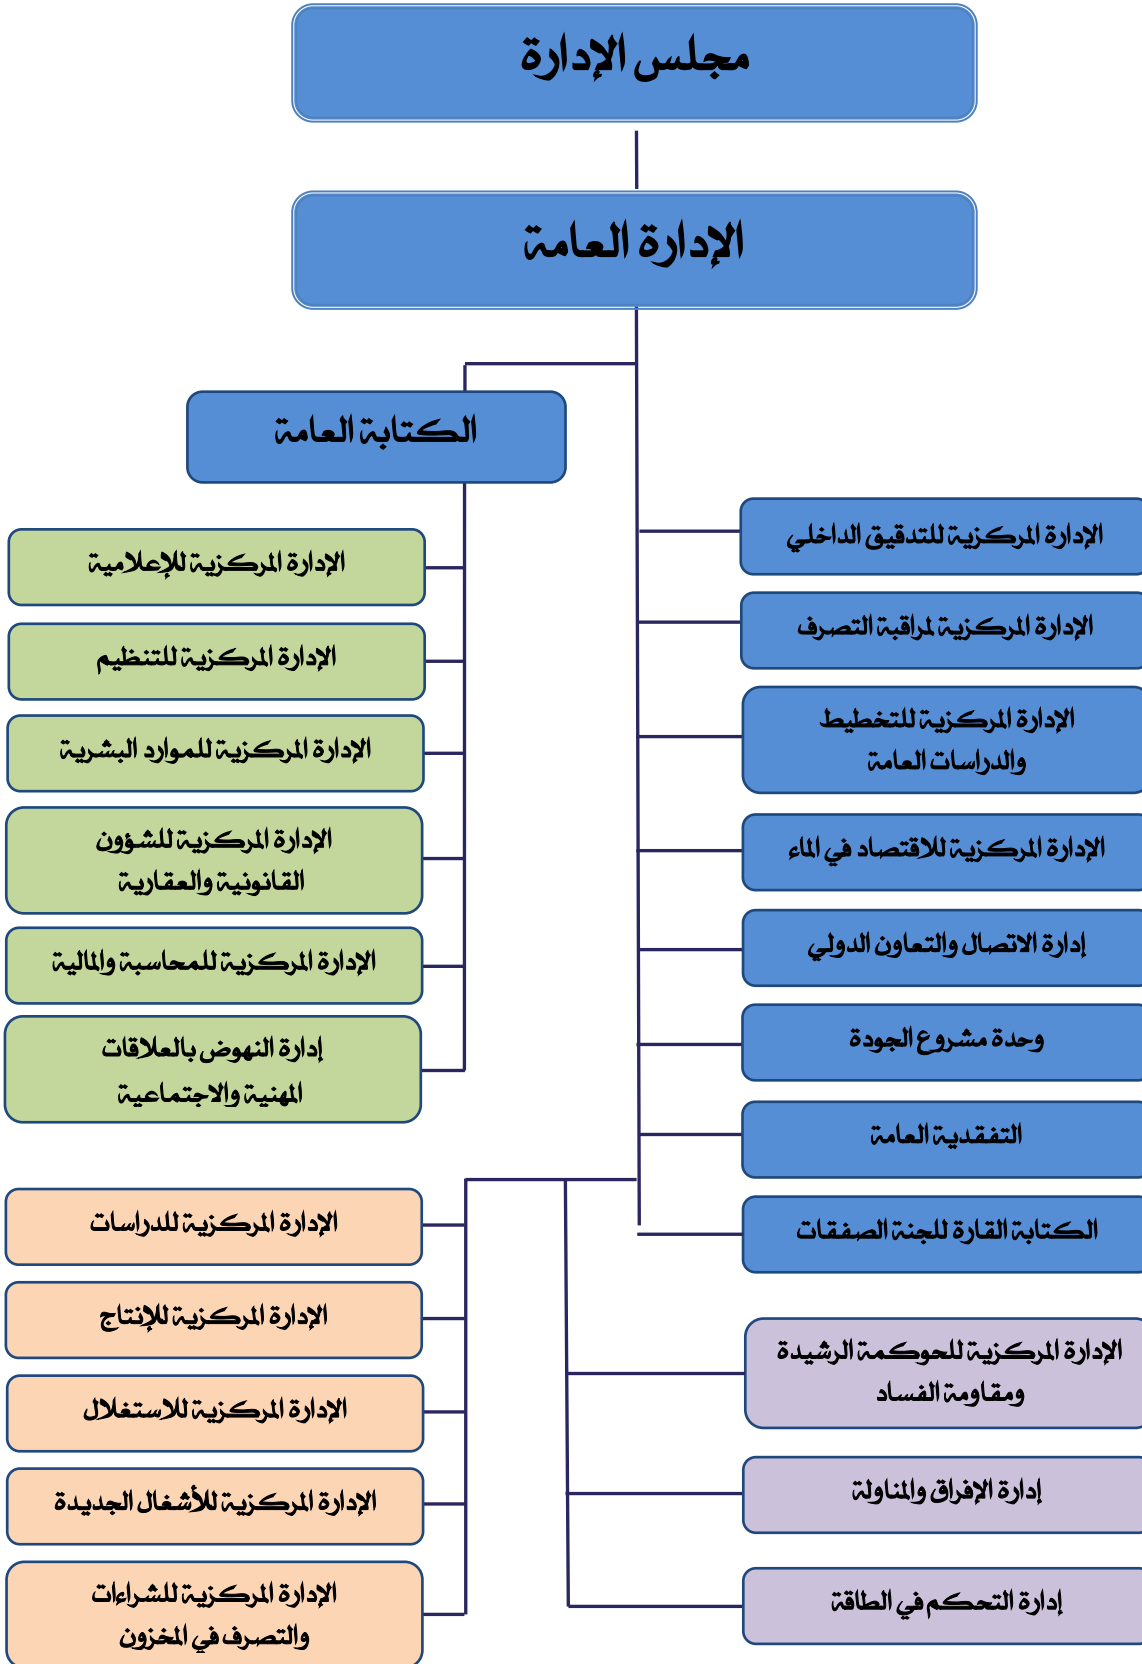 مجلس الإدارة
الإدارة العامة
الكتابة العامة
الإدارة المركزية للتدقيق الداخلي
الإدارة المركزية لمراقبة التصرف
الإدارة المركزية للتخطيط
والدراسات العامة
الإدارة المركزية للاقتصاد في الماء
إدارة الاتصال والتعاون الدولي
وحدة مشروع الجودة
التفقدية العامة
الكتابة القارة للجنة الصفقات
الإدارة المركزية للحوكمة الرشيدة
ومقاومة الفساد
إدارة الإفراق والمناولة
إدارة التحكم في الطاقة
الإدارة المركزية للإعلامية
الإدارة المركزية للتنظيم
الإدارة المركزية للموارد البشرية
الإدارة المركزية للشؤون
القانونية والعقارية
الإدارة المركزية للمحاسبة والمالية
إدارة النهوض بالعلاقات
المهنية والاجتماعية
الإدارة المركزية للدراسات
الإدارة المركزية للإنتاج
الإدارة المركزية للاستغلال
الإدارة المركزية للأشغال الجديدة
الإدارة المركزية للشراءات
والتصرف في المخزون